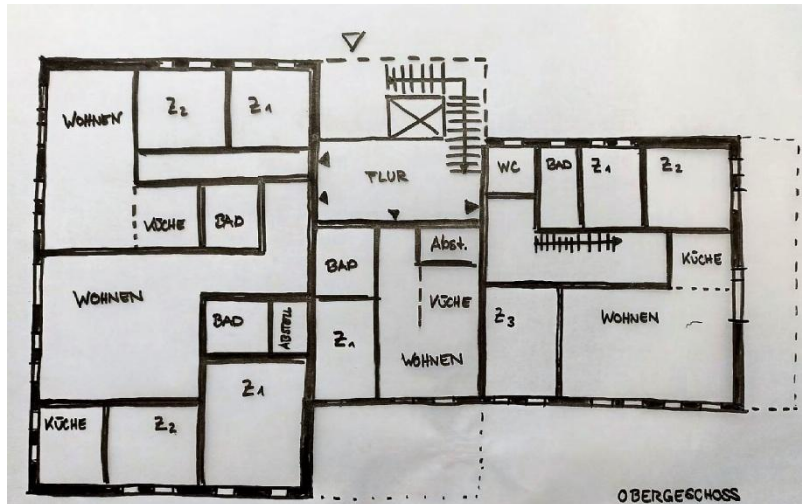 WOHNEN
Z2
Z1
KÜCHE
BAD
FLUR
WC
BAD
Z1
Z2
KÜCHE
WOHNEN
BAD
ABSTELL
Z1
KÜCHE
Z2
BAD
Z1
Abst.
KÜCHE
WOHNEN
Z3
WOHNEN
OBERGESCHOSS